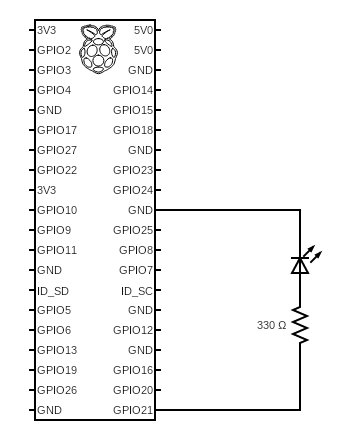 3V3 5V0
GPIO2 5V0
GPIO3 GND
GPIO4 GPIO14
GND GPIO15
GPIO17 GPIO18
GPIO27 GND
GPIO22 GPIO23
3V3 GPIO24
GPIO10 GND
GPIO9 GPIO25
GPIO11 GPIO8
GND GPIO7
ID_SD ID_SC
GPIO5 GND
GPIO6 GPIO12
GPIO13 GND
GPIO19 GPIO16
GPIO26 GPIO20
GND GPIO21
330 Ω